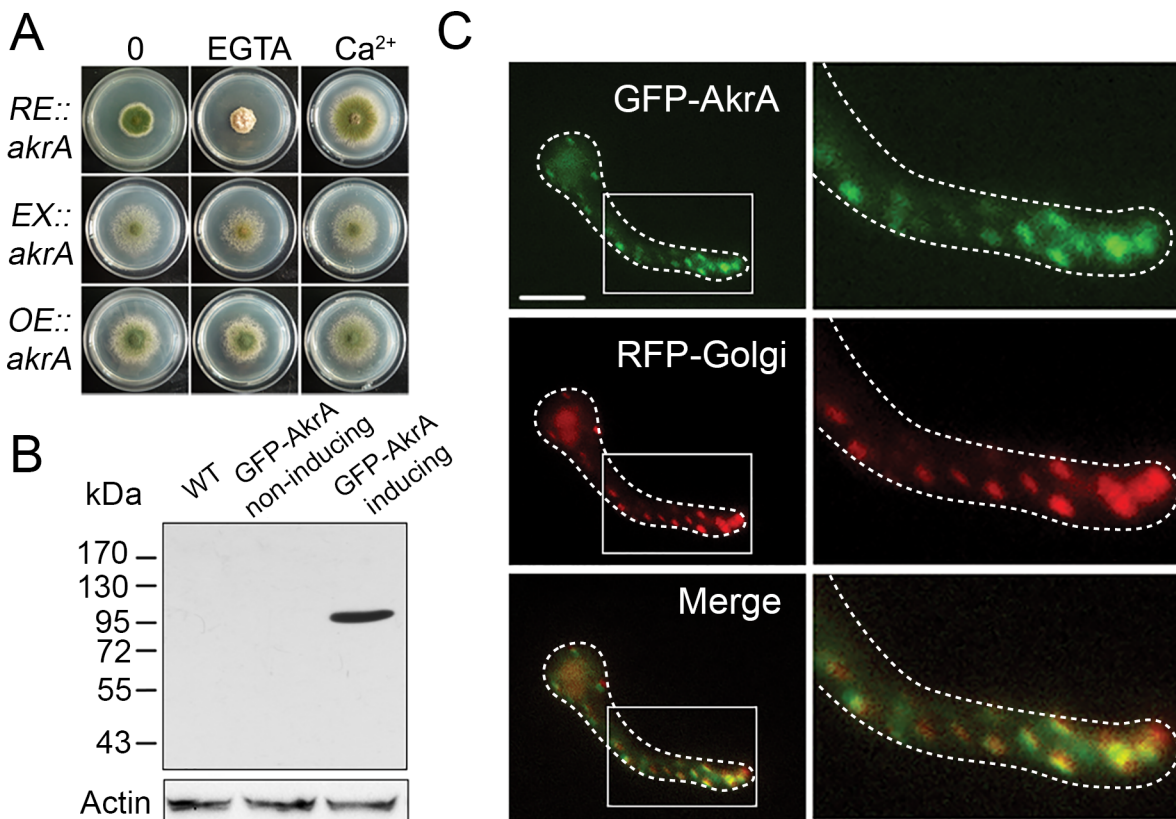 A
0 EGTA Ca²⁺
RE::
akrA
EX::
akrA
OE::
akrA
B
kDa
WT
GFP-AkrA
non-inducing
GFP-AkrA
inducing
170
130
95
72
55
43
Actin
C
GFP-AkrA
RFP-Golgi
Merge